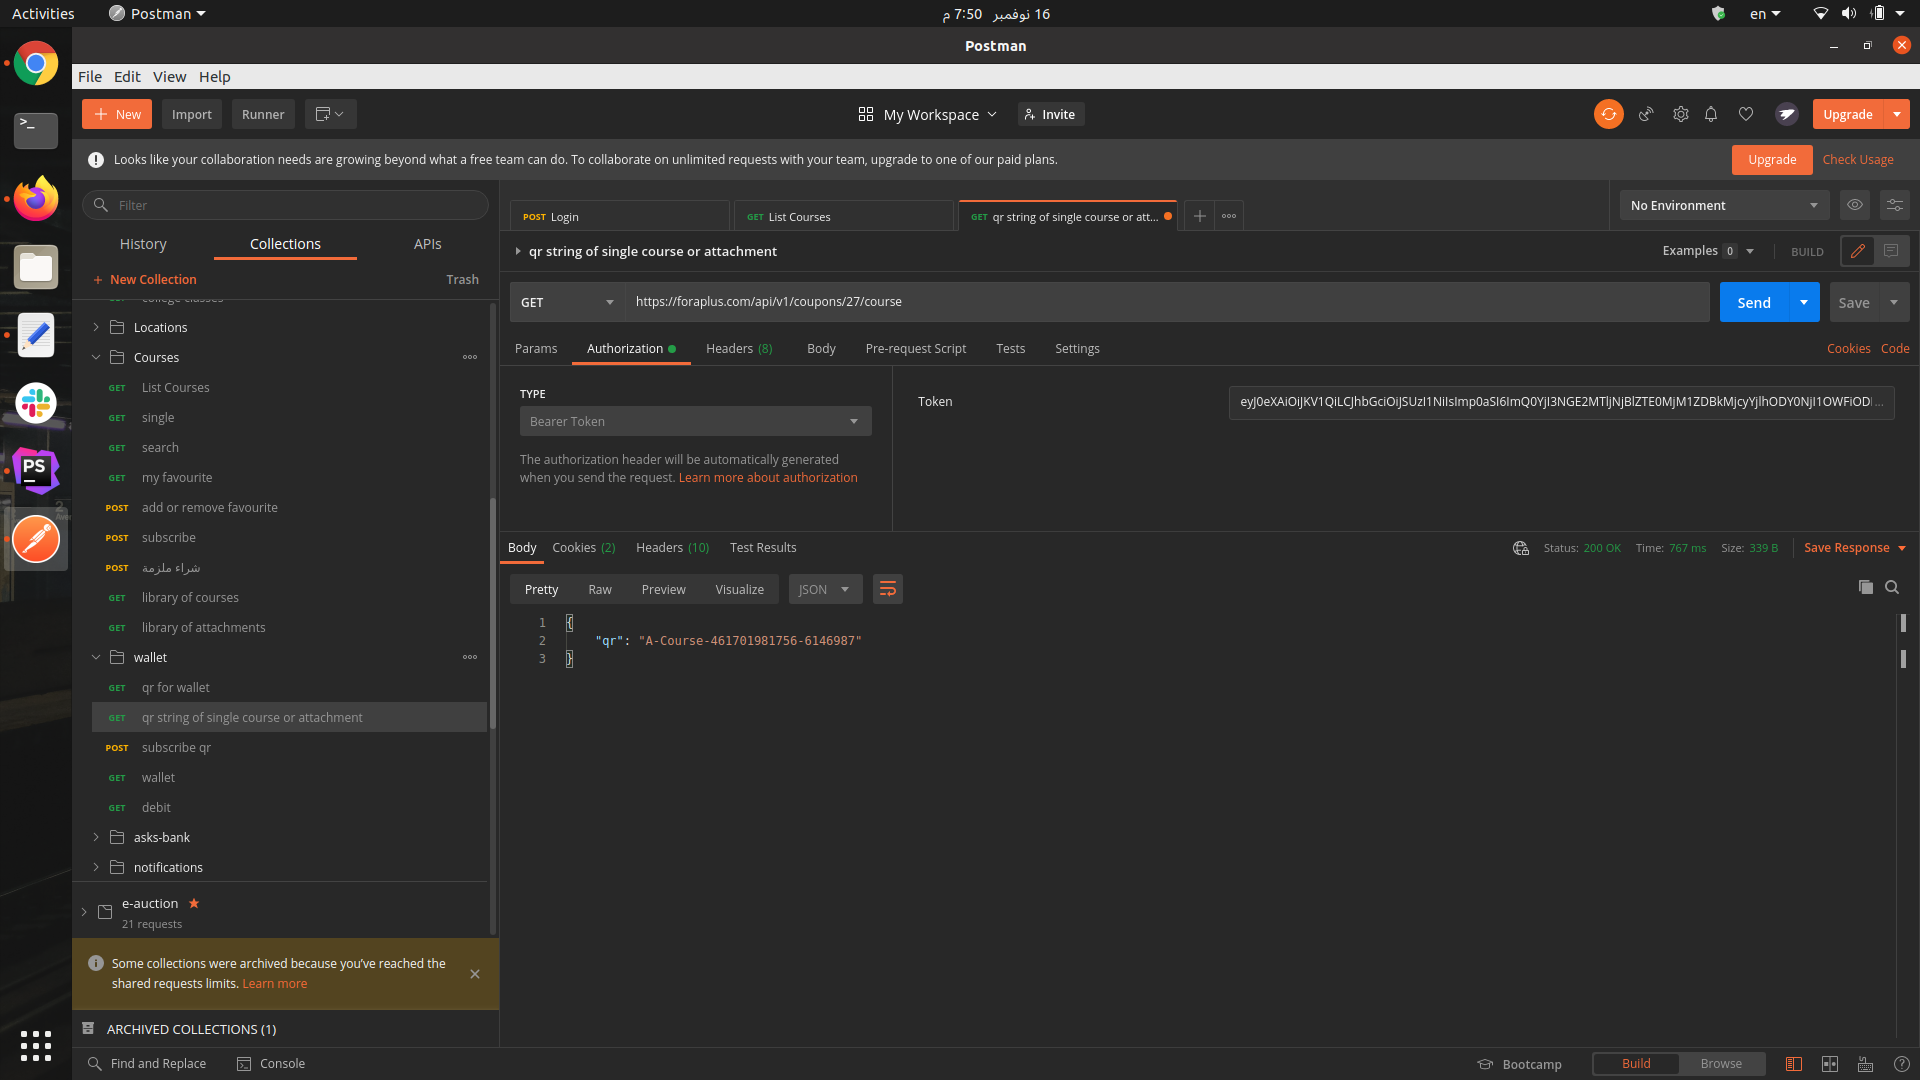 Activities
Postman
16 نوفمبر 7:50 م
en
Postman
File Edit View Help
New
Import
Runner
My Workspace
Invite
Upgrade
Looks like your collaboration needs are growing beyond what a free team can do. To collaborate on unlimited requests with your team, upgrade to one of our paid plans.
Upgrade
Check Usage
Filter
History
Collections
APIs
New Collection
Trash
college classes
Locations
Courses
GET List Courses
GET single
GET search
GET my favourite
POST add or remove favourite
POST subscribe
POST شراء ملزمة
GET library of courses
GET library of attachments
wallet
GET qr for wallet
GET qr string of single course or attachment
POST subscribe qr
GET wallet
GET debit
asks-bank
notifications
e-auction
21 requests
Some collections were archived because you've reached the
shared requests limits. Learn more
ARCHIVED COLLECTIONS (1)
POST Login
GET List Courses
GET qr string of single course or att...
No Environment
qr string of single course or attachment
Examples 0
BUILD
GET
https://foraplus.com/api/v1/coupons/27/course
Send
Save
Params
Authorization
Headers (8)
Body
Pre-request Script
Tests
Settings
Cookies
Code
TYPE
Bearer Token
The authorization header will be automatically generated
when you send the request. Learn more about authorization
Token
Body
Cookies (2)
Headers (10)
Test Results
Status: 200 OK
Time: 767 ms
Size: 339 B
Save Response
Pretty
Raw
Preview
Visualize
JSON
1 {
2 "qr": "A-Course-461701981756-6146987"
3 }
Find and Replace
Console
Bootcamp
Build
Browse